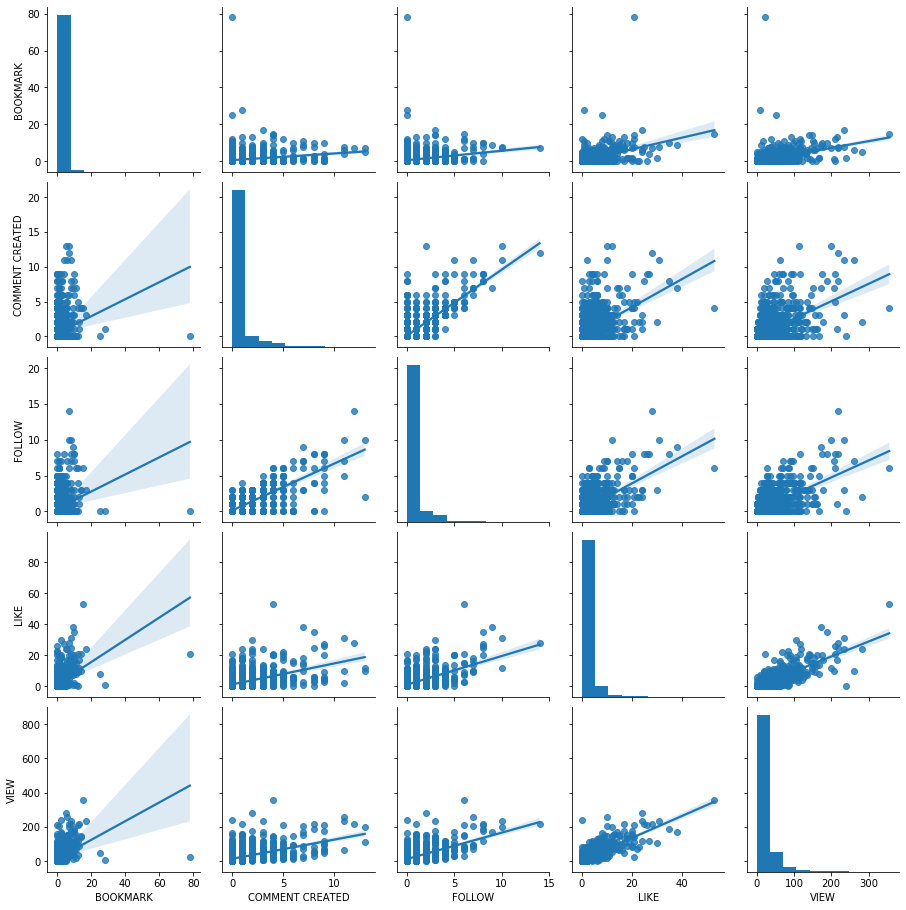 80
60
40
20
0
BOOKMARK
20
15
10
5
0
COMMENT CREATED
20
15
10
5
0
FOLLOW
80
60
40
20
0
LIKE
800
600
400
200
0
VIEW
0 20 40 60 80
0 5 10
0 5 10 15
0 20 40
0 100 200 300
BOOKMARK COMMENT CREATED FOLLOW LIKE VIEW